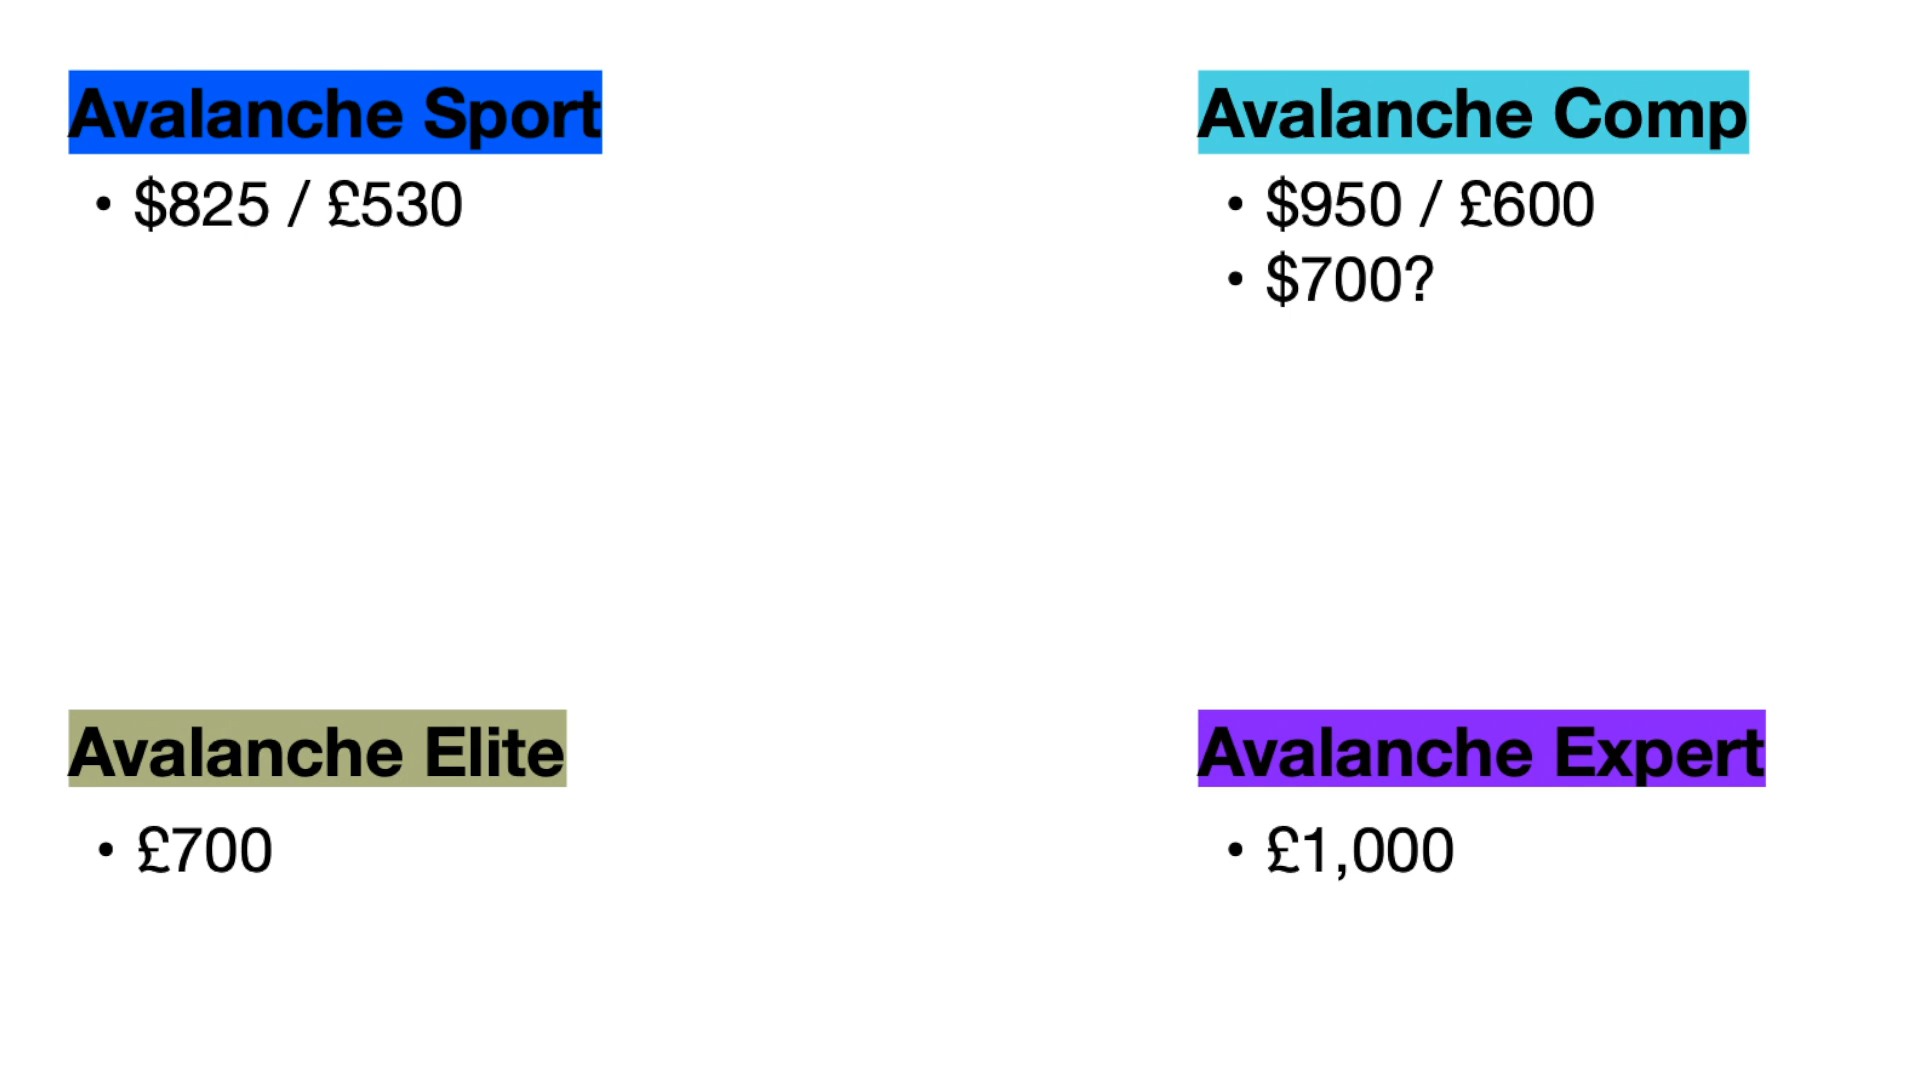 Avalanche Sport
• $825 / £530
Avalanche Comp
• $950 / £600
• $700?
Avalanche Elite
• £700
Avalanche Expert
• £1,000